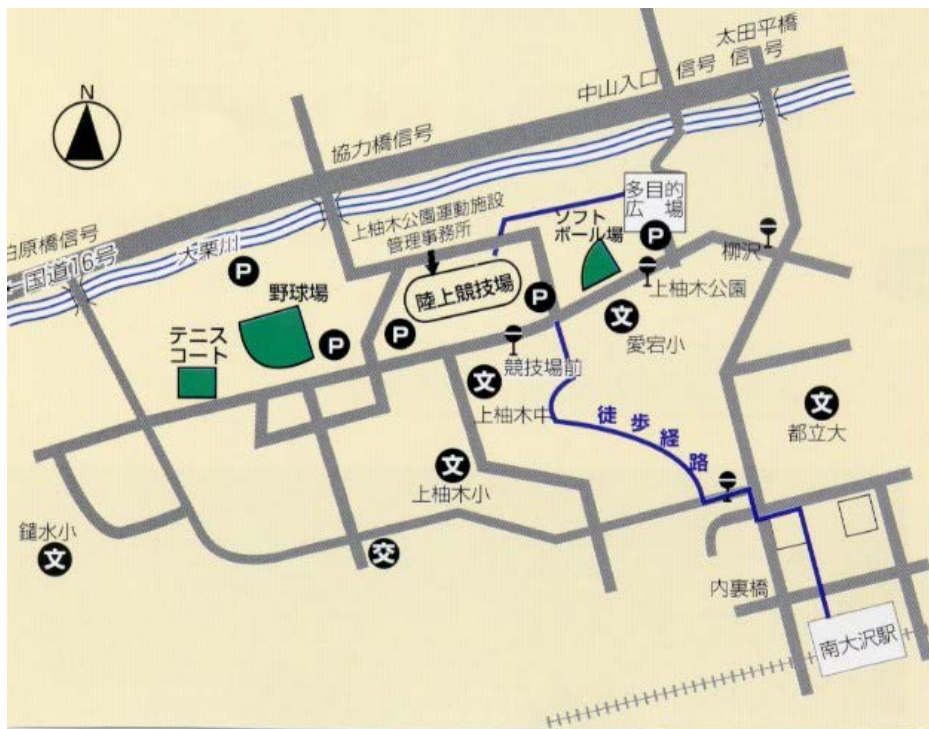 N
太田平橋
信号
中山入口 信号
協力橋信号
原橋信号
国道16号
大栗川
上柚木公園運動施設
管理事務所
多目的
広場
ソフト
ボール場
P
P
P
P
P
野球場
テニス
コート
陸上競技場
柳沢
上柚木公園
競技場前
文
愛宕小
文
上柚木中
文
上柚木小
文
都立大
文
鑓水小
交
徒歩経路
内裏橋
南大沢駅